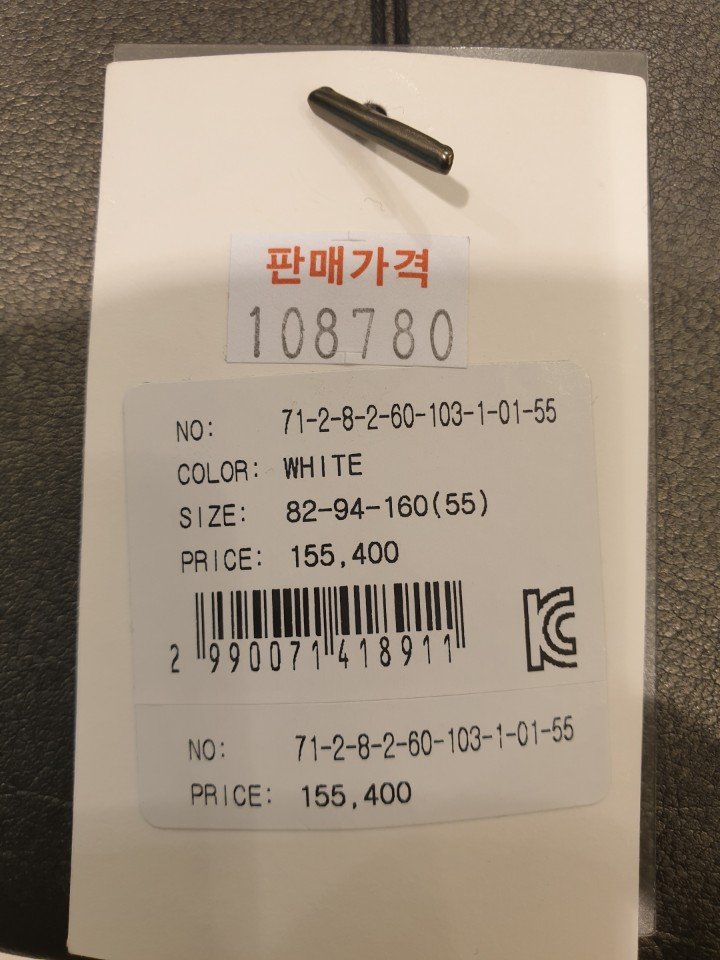 판매가격
108780
NO: 71-2-8-2-60-103-1-01-55
COLOR: WHITE
SIZE: 82-94-160(55)
PRICE: 155,400
2 990071 418911
NO: 71-2-8-2-60-103-1-01-55
PRICE: 155,400